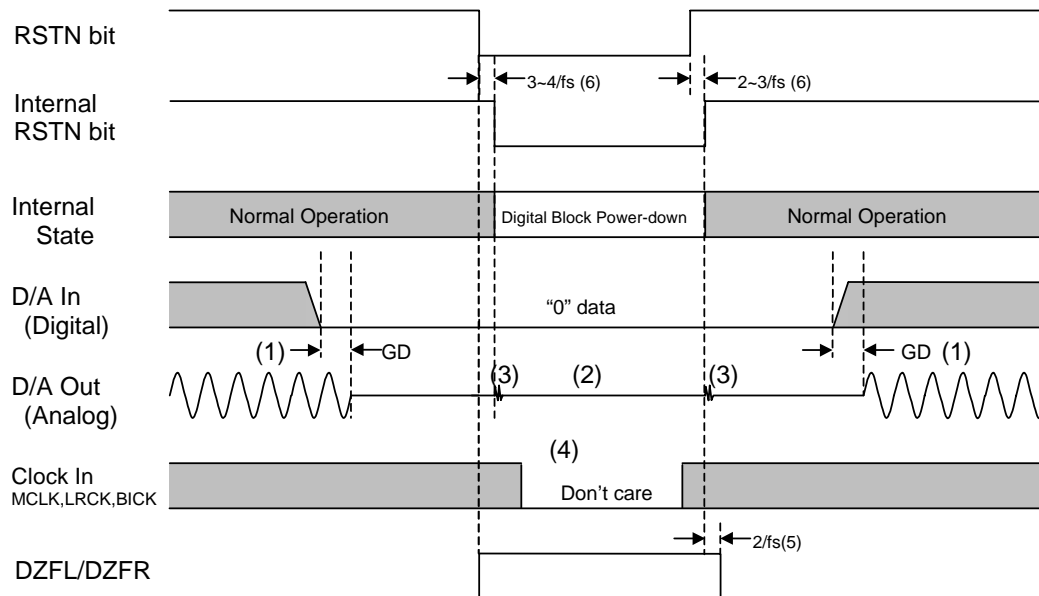 RSTN bit
3~4/fs (6)
2~3/fs (6)
Internal
RSTN bit
Internal
State
Normal Operation
Digital Block Power-down
Normal Operation
D/A In
(Digital)
“0” data
(1)
GD
GD
(1)
D/A Out
(Analog)
(3)
(2)
(3)
(4)
Clock In
MCLK,LRCK,BICK
Don’t care
2/fs(5)
DZFL/DZFR